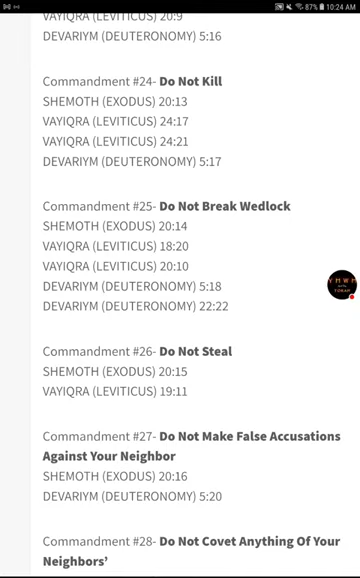 87% 10:24 AM
VAYIQRA (LEVITICUS) 20:9
DEVARIYM (DEUTERONOMY) 5:16
Commandment #24- Do Not Kill
SHEMOTH (EXODUS) 20:13
VAYIQRA (LEVITICUS) 24:17
VAYIQRA (LEVITICUS) 24:21
DEVARIYM (DEUTERONOMY) 5:17
Commandment #25- Do Not Break Wedlock
SHEMOTH (EXODUS) 20:14
VAYIQRA (LEVITICUS) 18:20
VAYIQRA (LEVITICUS) 20:10
DEVARIYM (DEUTERONOMY) 5:18
DEVARIYM (DEUTERONOMY) 22:22
Commandment #26- Do Not Steal
SHEMOTH (EXODUS) 20:15
VAYIQRA (LEVITICUS) 19:11
Commandment #27- Do Not Make False Accusations
Against Your Neighbor
SHEMOTH (EXODUS) 20:16
DEVARIYM (DEUTERONOMY) 5:20
Commandment #28- Do Not Covet Anything Of Your
Neighbors’